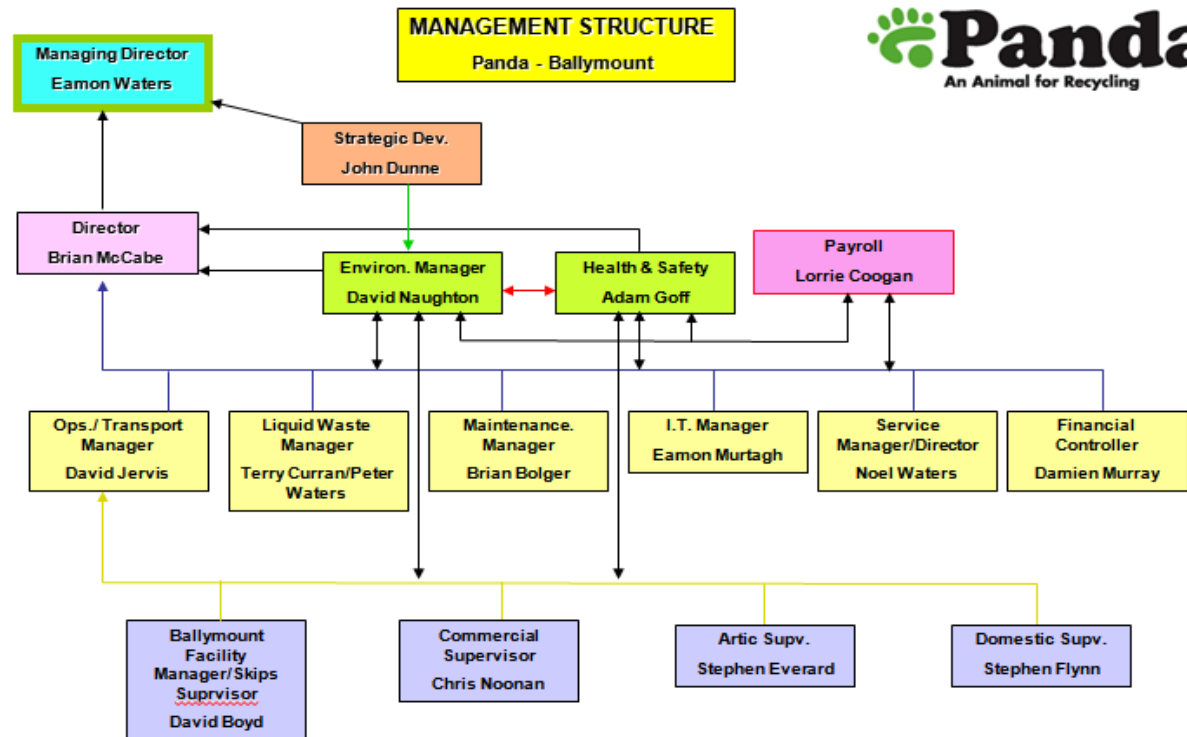 MANAGEMENT STRUCTURE
Panda - Ballymount
Panda
An Animal for Recycling
Managing Director
Eamon Waters
Strategic Dev.
John Dunne
Director
Brian McCabe
Environ. Manager
David Naughton
Health & Safety
Adam Goff
Payroll
Lorrie Coogan
Ops./ Transport
Manager
David Jervis
Liquid Waste
Manager
Terry Curran/Peter
Waters
Maintenance.
Manager
Brian Bolger
I.T. Manager
Eamon Murtagh
Service
Manager/Director
Noel Waters
Financial
Controller
Damien Murray
Ballymount
Facility
Manager/Skips
Suprvisor
David Boyd
Commercial
Supervisor
Chris Noonan
Artic Supv.
Stephen Everard
Domestic Supv.
Stephen Flynn